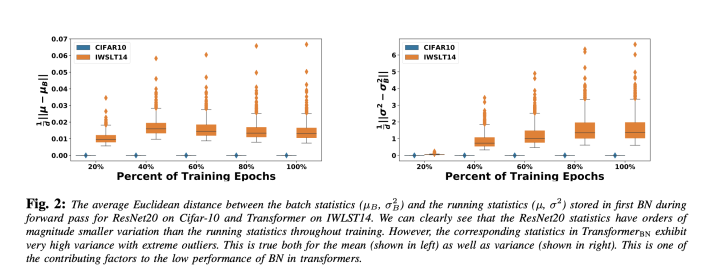 0.07
0.06
0.05
0.04
0.03
0.02
0.01
0.00
1/d ||μ − μB||
CIFAR10
IWSLT14
20% 40% 60% 80% 100%
Percent of Training Epochs
6
5
4
3
2
1
0
1/d ||σ² − σ²B||
CIFAR10
IWSLT14
20% 40% 60% 80% 100%
Percent of Training Epochs
Fig. 2: The average Euclidean distance between the batch statistics (μB, σ²B) and the running statistics (μ, σ²) stored in first BN during
forward pass for ResNet20 on Cifar-10 and Transformer on IWSLT14. We can clearly see that the ResNet20 statistics have orders of
magnitude smaller variation than the running statistics throughout training. However, the corresponding statistics in TransformerBN exhibit
very high variance with extreme outliers. This is true both for the mean (shown in left) as well as variance (shown in right). This is one of
the contributing factors to the low performance of BN in transformers.